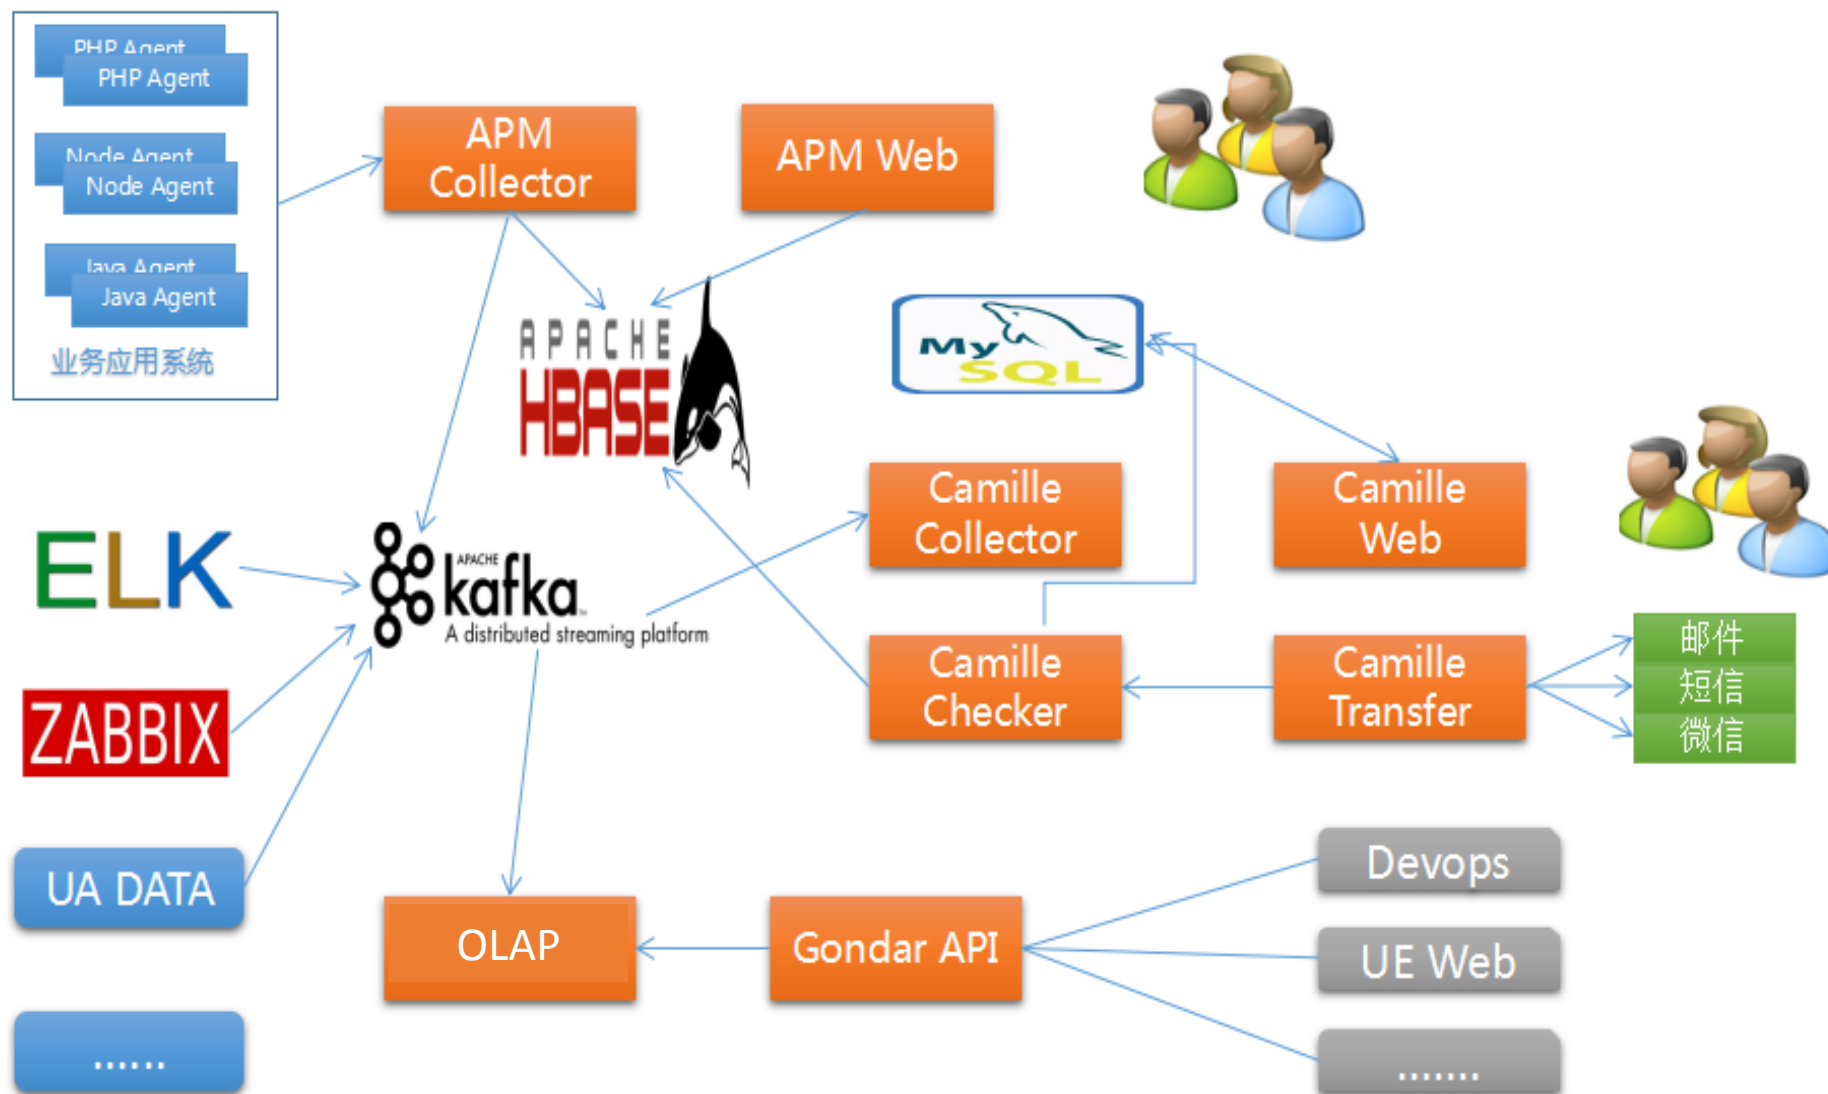 PHP Agent
PHP Agent
Node Agent
Node Agent
Java Agent
Java Agent
业务应用系统
APM
Collector
APM Web
APACHE
HBASE
My
SQL
Camille
Collector
Camille
Web
ELK
APACHE
kafka
A distributed streaming platform
ZABBIX
Camille
Checker
Camille
Transfer
邮件
短信
微信
UA DATA
OLAP
Gondar API
Devops
UE Web
......
.......